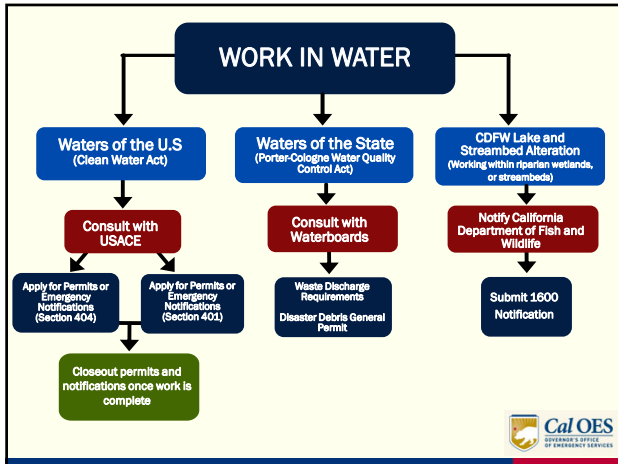 WORK IN WATER
Waters of the U.S
(Clean Water Act)
Waters of the State
(Porter-Cologne Water Quality
Control Act)
CDFW Lake and
Streambed Alteration
(Working within riparian wetlands,
or streambeds)
Consult with
USACE
Consult with
Waterboards
Notify California
Department of Fish and
Wildlife
Apply for Permits or
Emergency
Notifications
(Section 404)
Apply for Permits or
Emergency
Notifications
(Section 401)
Waste Discharge
Requirements
Disaster Debris General
Permit
Submit 1600
Notification
Closeout permits and
notifications once work is
complete
Cal OES
GOVERNOR'S OFFICE
OF EMERGENCY SERVICES